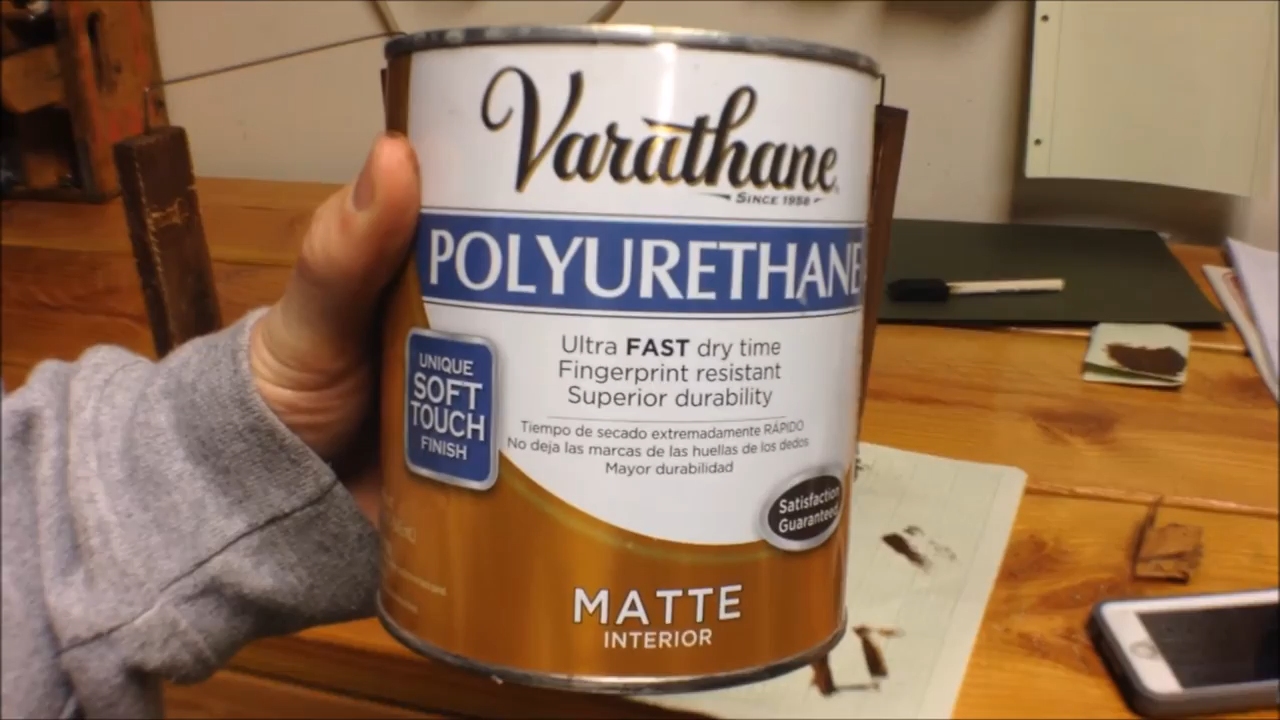 Varathane
SINCE 1958
POLYURETHANE
UNIQUE
SOFT
TOUCH
FINISH
Ultra FAST dry time
Fingerprint resistant
Superior durability
Tiempo de secado extremadamente RÁPIDO
No deja las marcas de las huellas de los dedos
Mayor durabilidad
Satisfaction
Guaranteed
MATTE
INTERIOR